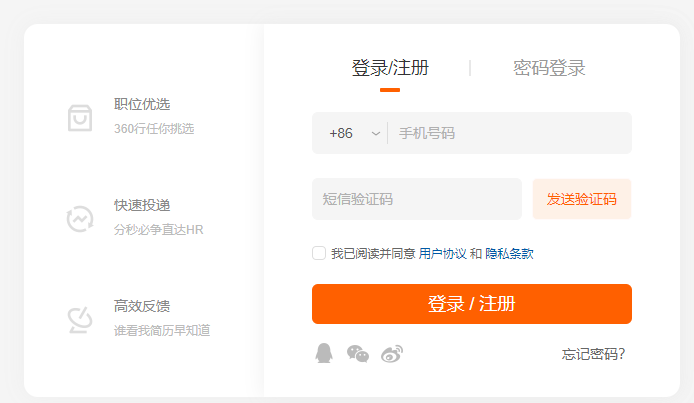 职位优选
360行任你挑选
快速投递
分秒必争直达HR
高效反馈
谁看我简历早知道
登录/注册
密码登录
+86 手机号码
短信验证码 发送验证码
我已阅读并同意 用户协议 和 隐私条款
登录 / 注册
忘记密码?